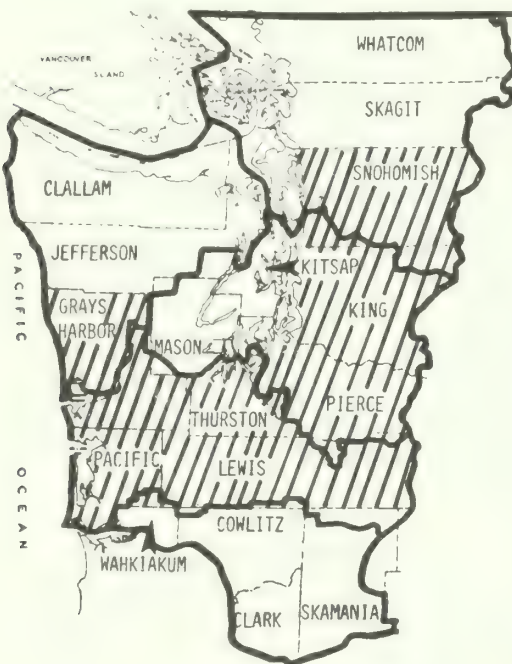 WHATCOM
VANCOUVER
ISLAND
SKAGIT
SNOHOMISH
CLALLAM
JEFFERSON
KITSAP
PACIFIC
GRAYS
HARBOR
KING
MASON
THURSTON
PIERCE
PACIFIC
LEWIS
OCEAN
COWLITZ
WAHKIAKUM
CLARK
SKAMANIA